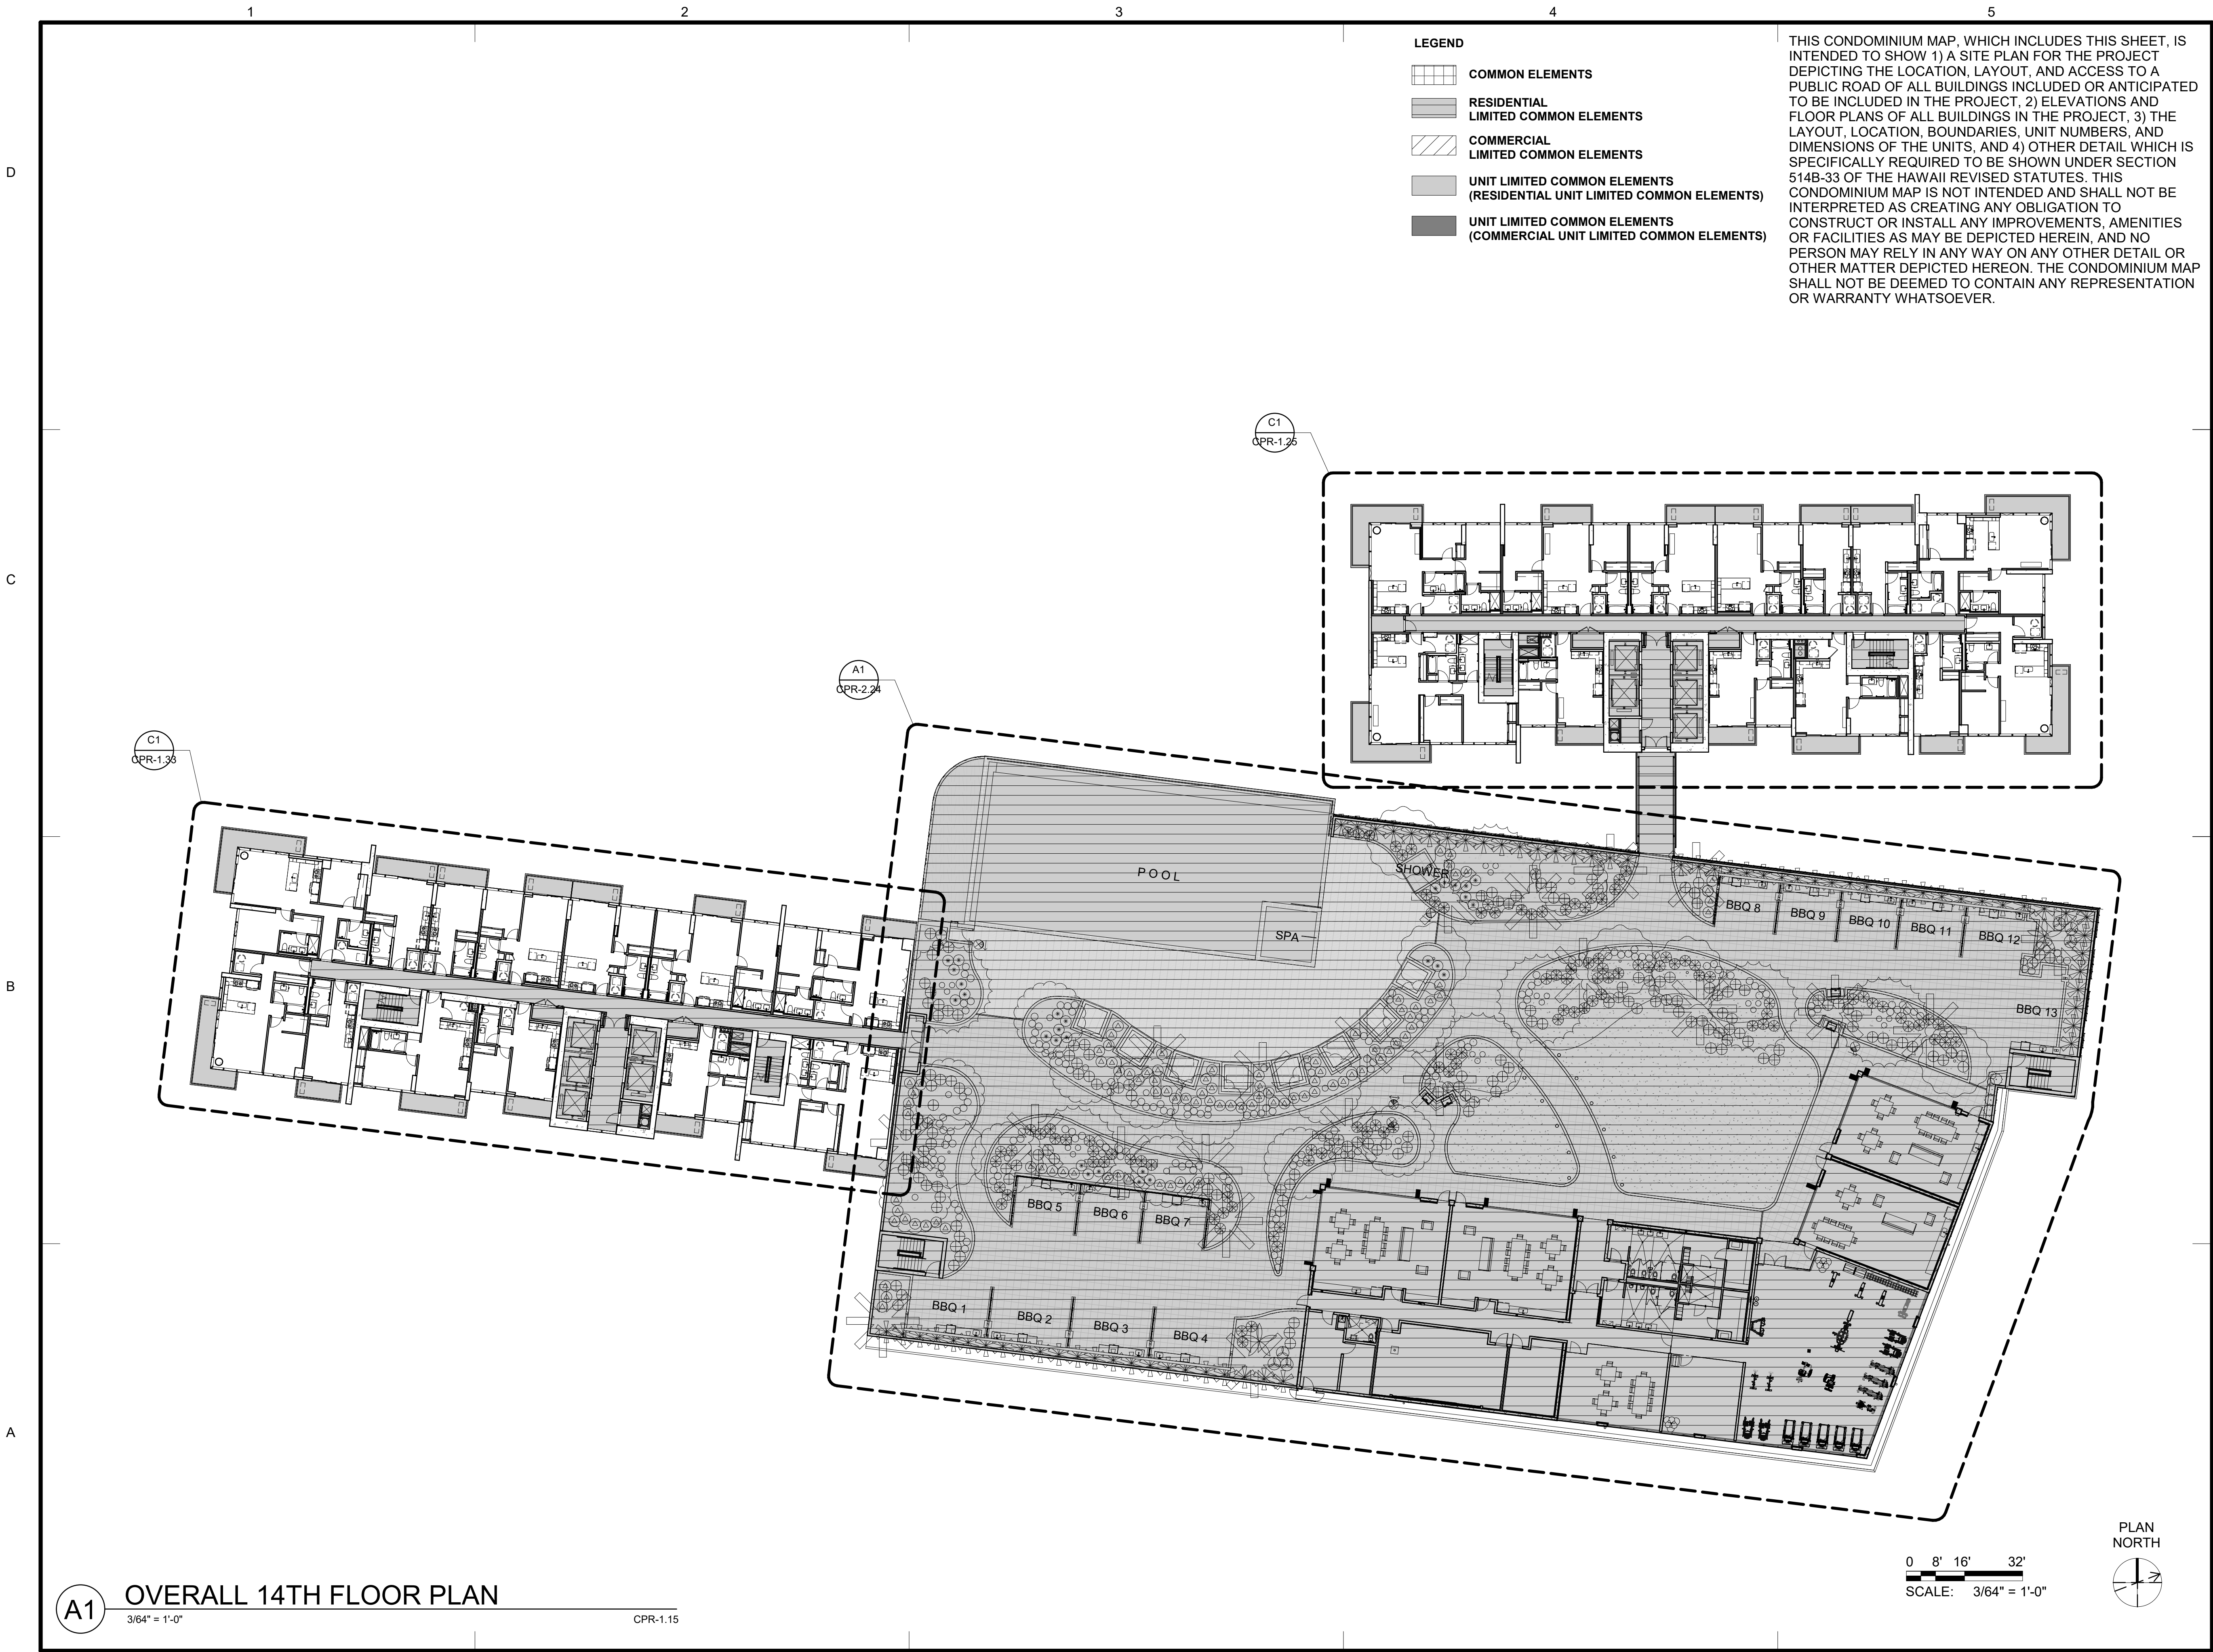 1 2 3 4 5
D
C
B
A
LEGEND
COMMON ELEMENTS
RESIDENTIAL
LIMITED COMMON ELEMENTS
COMMERCIAL
LIMITED COMMON ELEMENTS
UNIT LIMITED COMMON ELEMENTS
(RESIDENTIAL UNIT LIMITED COMMON ELEMENTS)
UNIT LIMITED COMMON ELEMENTS
(COMMERCIAL UNIT LIMITED COMMON ELEMENTS)
THIS CONDOMINIUM MAP, WHICH INCLUDES THIS SHEET, IS
INTENDED TO SHOW 1) A SITE PLAN FOR THE PROJECT
DEPICTING THE LOCATION, LAYOUT, AND ACCESS TO A
PUBLIC ROAD OF ALL BUILDINGS INCLUDED OR ANTICIPATED
TO BE INCLUDED IN THE PROJECT, 2) ELEVATIONS AND
FLOOR PLANS OF ALL BUILDINGS IN THE PROJECT, 3) THE
LAYOUT, LOCATION, BOUNDARIES, UNIT NUMBERS, AND
DIMENSIONS OF THE UNITS, AND 4) OTHER DETAIL WHICH IS
SPECIFICALLY REQUIRED TO BE SHOWN UNDER SECTION
514B-33 OF THE HAWAII REVISED STATUTES. THIS
CONDOMINIUM MAP IS NOT INTENDED AND SHALL NOT BE
INTERPRETED AS CREATING ANY OBLIGATION TO
CONSTRUCT OR INSTALL ANY IMPROVEMENTS, AMENITIES
OR FACILITIES AS MAY BE DEPICTED HEREIN, AND NO
PERSON MAY RELY IN ANY WAY ON ANY OTHER DETAIL OR
OTHER MATTER DEPICTED HEREON. THE CONDOMINIUM MAP
SHALL NOT BE DEEMED TO CONTAIN ANY REPRESENTATION
OR WARRANTY WHATSOEVER.
C1
CPR-1.25
A1
CPR-2.24
C1
CPR-1.33
POOL
SHOWER
SPA
BBQ 8
BBQ 9
BBQ 10
BBQ 11
BBQ 12
BBQ 13
BBQ 5
BBQ 6
BBQ 7
BBQ 1
BBQ 2
BBQ 3
BBQ 4
PLAN
NORTH
0 8' 16' 32'
SCALE: 3/64" = 1'-0"
A1
OVERALL 14TH FLOOR PLAN
3/64" = 1'-0" CPR-1.15